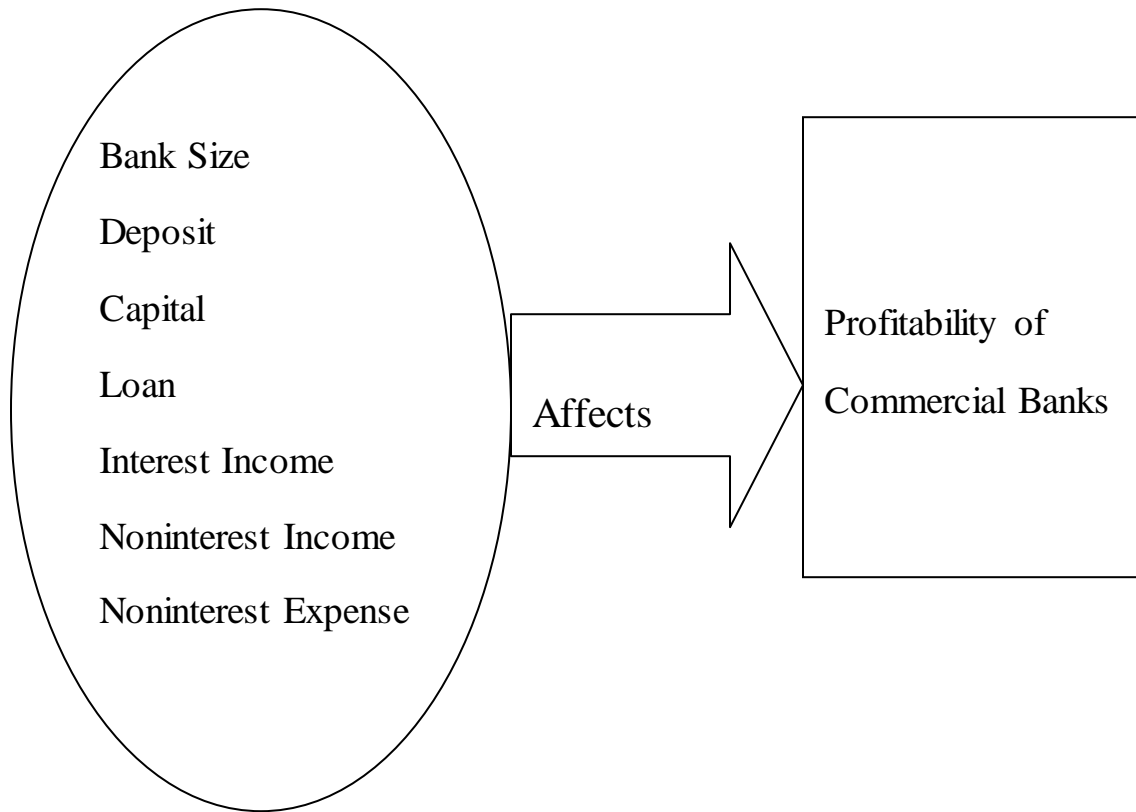 Bank Size
Deposit
Capital
Loan
Interest Income
Noninterest Income
Noninterest Expense
Affects
Profitability of
Commercial Banks